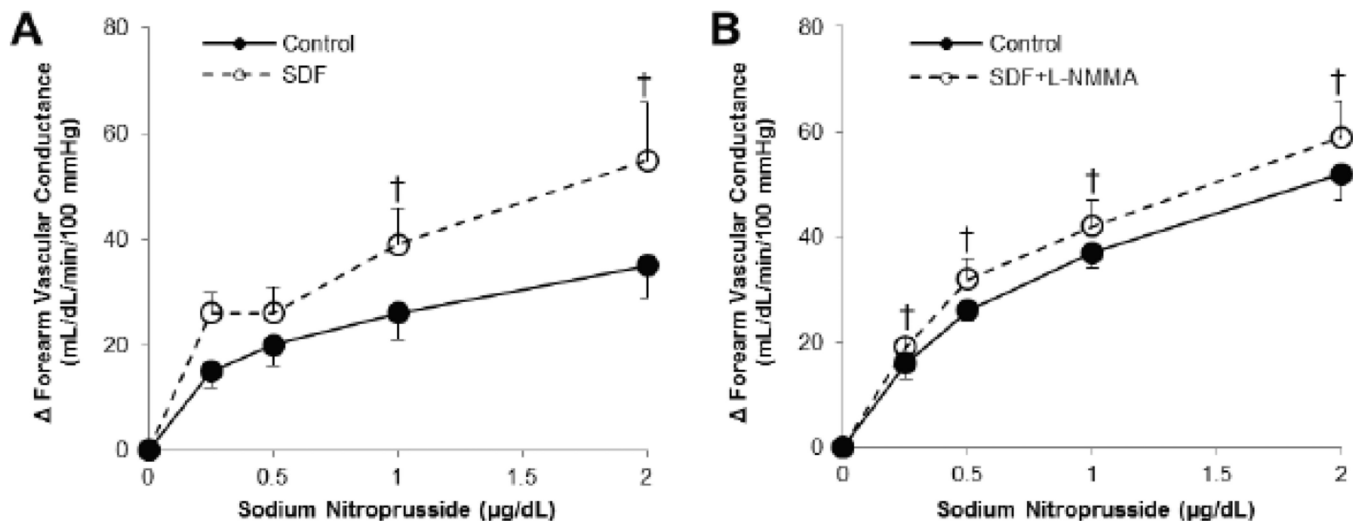 A
80
60
40
20
0
Δ Forearm Vascular Conductance
(mL/dL/min/100 mmHg)
Control
SDF
†
†
0
0.5
1
1.5
2
Sodium Nitroprusside (µg/dL)
B
80
60
40
20
0
Δ Forearm Vascular Conductance
(mL/dL/min/100 mmHg)
Control
SDF+L-NMMA
†
†
†
†
0
0.5
1
1.5
2
Sodium Nitroprusside (µg/dL)